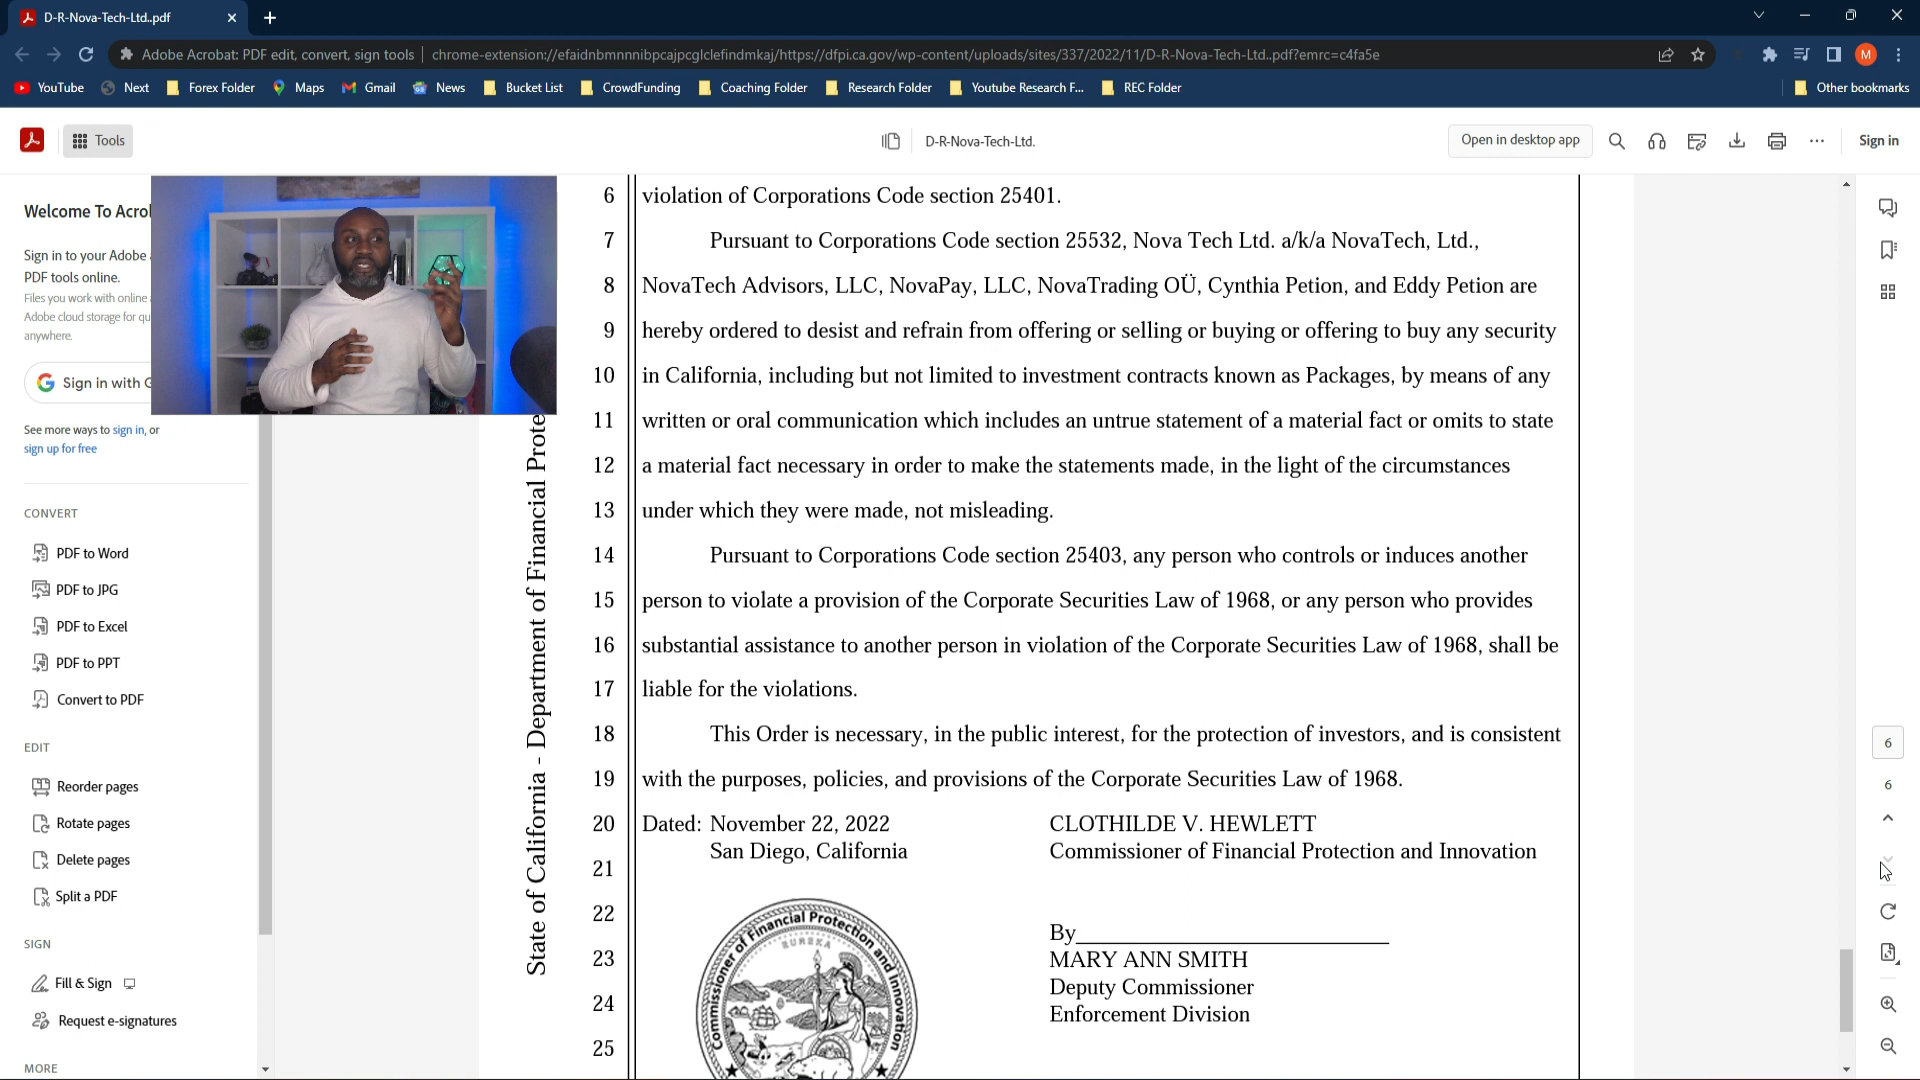 D-R-Nova-Tech-Ltd..pdf
Adobe Acrobat: PDF edit, convert, sign tools
chrome-extension://efaidnbmnnnibpcajpcglclefindmkaj/https://dfpi.ca.gov/wp-content/uploads/sites/337/2022/11/D-R-Nova-Tech-Ltd..pdf?emrc=c4fa5e
M
YouTube
Next
Forex Folder
Maps
Gmail
News
Bucket List
CrowdFunding
Coaching Folder
Research Folder
Youtube Research F...
REC Folder
Other bookmarks
Tools
D-R-Nova-Tech-Ltd.
Open in desktop app
Sign in
Welcome To Acrol
Sign in to your Adobe
PDF tools online.
Files you work with online
Adobe cloud storage for qu
anywhere.
Sign in with G
See more ways to sign in, or
sign up for free
CONVERT
PDF to Word
PDF to JPG
PDF to Excel
PDF to PPT
Convert to PDF
EDIT
Reorder pages
Rotate pages
Delete pages
Split a PDF
SIGN
Fill & Sign
Request e-signatures
MORE
State of California - Department of Financial Prote
6 violation of Corporations Code section 25401.
7 Pursuant to Corporations Code section 25532, Nova Tech Ltd. a/k/a NovaTech, Ltd.,
8 NovaTech Advisors, LLC, NovaPay, LLC, NovaTrading OÜ, Cynthia Petion, and Eddy Petion are
9 hereby ordered to desist and refrain from offering or selling or buying or offering to buy any security
10 in California, including but not limited to investment contracts known as Packages, by means of any
11 written or oral communication which includes an untrue statement of a material fact or omits to state
12 a material fact necessary in order to make the statements made, in the light of the circumstances
13 under which they were made, not misleading.
14 Pursuant to Corporations Code section 25403, any person who controls or induces another
15 person to violate a provision of the Corporate Securities Law of 1968, or any person who provides
16 substantial assistance to another person in violation of the Corporate Securities Law of 1968, shall be
17 liable for the violations.
18 This Order is necessary, in the public interest, for the protection of investors, and is consistent
19 with the purposes, policies, and provisions of the Corporate Securities Law of 1968.
20 Dated: November 22, 2022 CLOTHILDE V. HEWLETT
San Diego, California Commissioner of Financial Protection and Innovation
21
22
By
23 MARY ANN SMITH
Deputy Commissioner
24 Enforcement Division
25
Commissioner of Financial Protection and Innovation
EUREKA
6
6